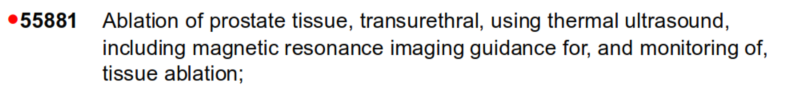 ●55881 Ablation of prostate tissue, transurethral, using thermal ultrasound,
including magnetic resonance imaging guidance for, and monitoring of,
tissue ablation;